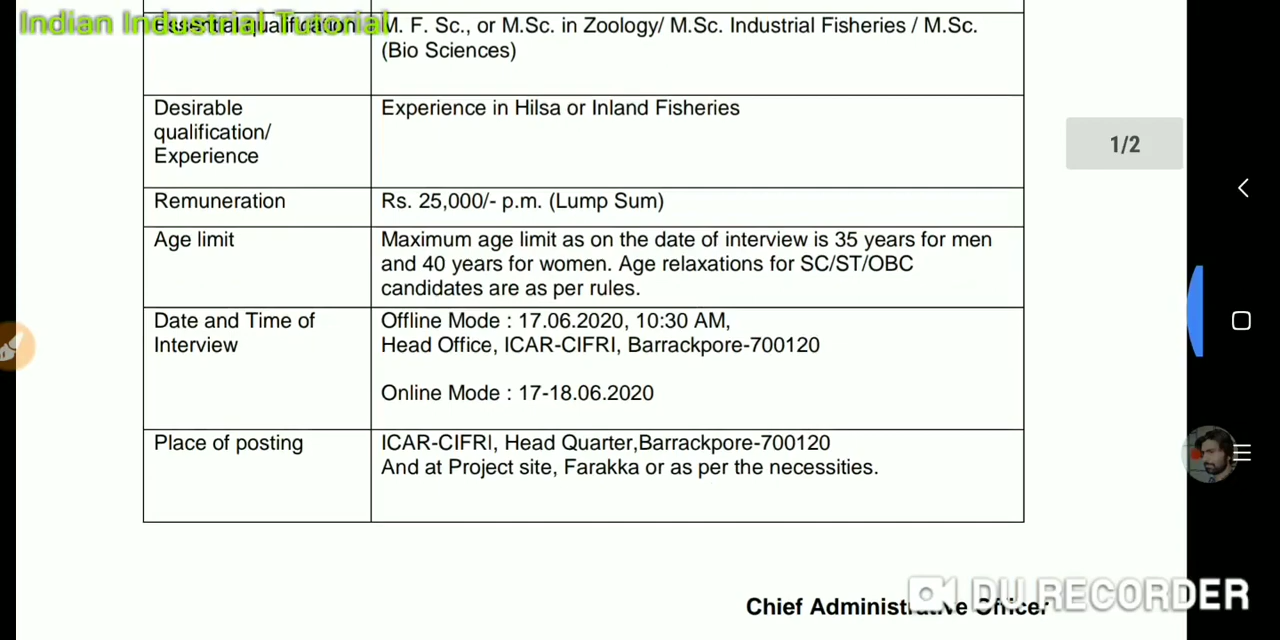 Indian Industrial Tutorial
Essential qualification
M. F. Sc., or M.Sc. in Zoology/ M.Sc. Industrial Fisheries / M.Sc.
(Bio Sciences)
Desirable
qualification/
Experience
Experience in Hilsa or Inland Fisheries
1/2
Remuneration
Rs. 25,000/- p.m. (Lump Sum)
Age limit
Maximum age limit as on the date of interview is 35 years for men
and 40 years for women. Age relaxations for SC/ST/OBC
candidates are as per rules.
Date and Time of
Interview
Offline Mode : 17.06.2020, 10:30 AM,
Head Office, ICAR-CIFRI, Barrackpore-700120
Online Mode : 17-18.06.2020
Place of posting
ICAR-CIFRI, Head Quarter,Barrackpore-700120
And at Project site, Farakka or as per the necessities.
Chief Administrative Officer
DU RECORDER